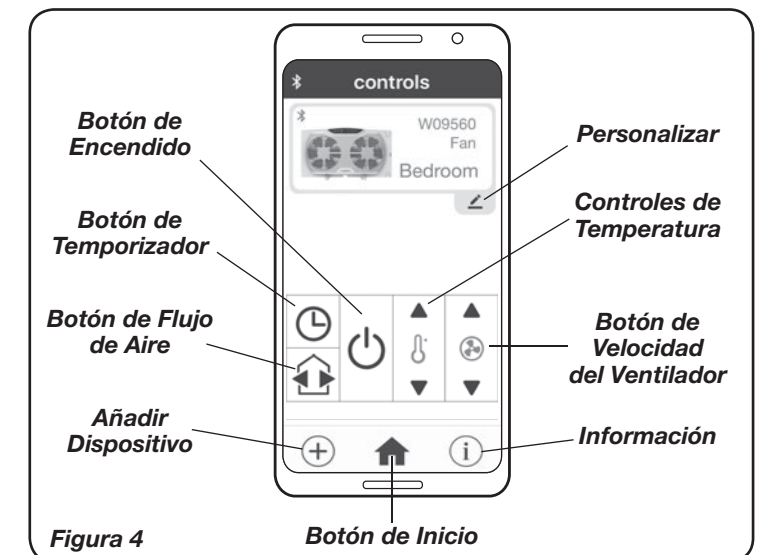 controls
W09560
Fan
Bedroom
Botón de
Encendido
Botón de
Temporizador
Botón de Flujo
de Aire
Añadir
Dispositivo
Personalizar
Controles de
Temperatura
Botón de
Velocidad
del Ventilador
Información
i
Botón de Inicio
Figura 4